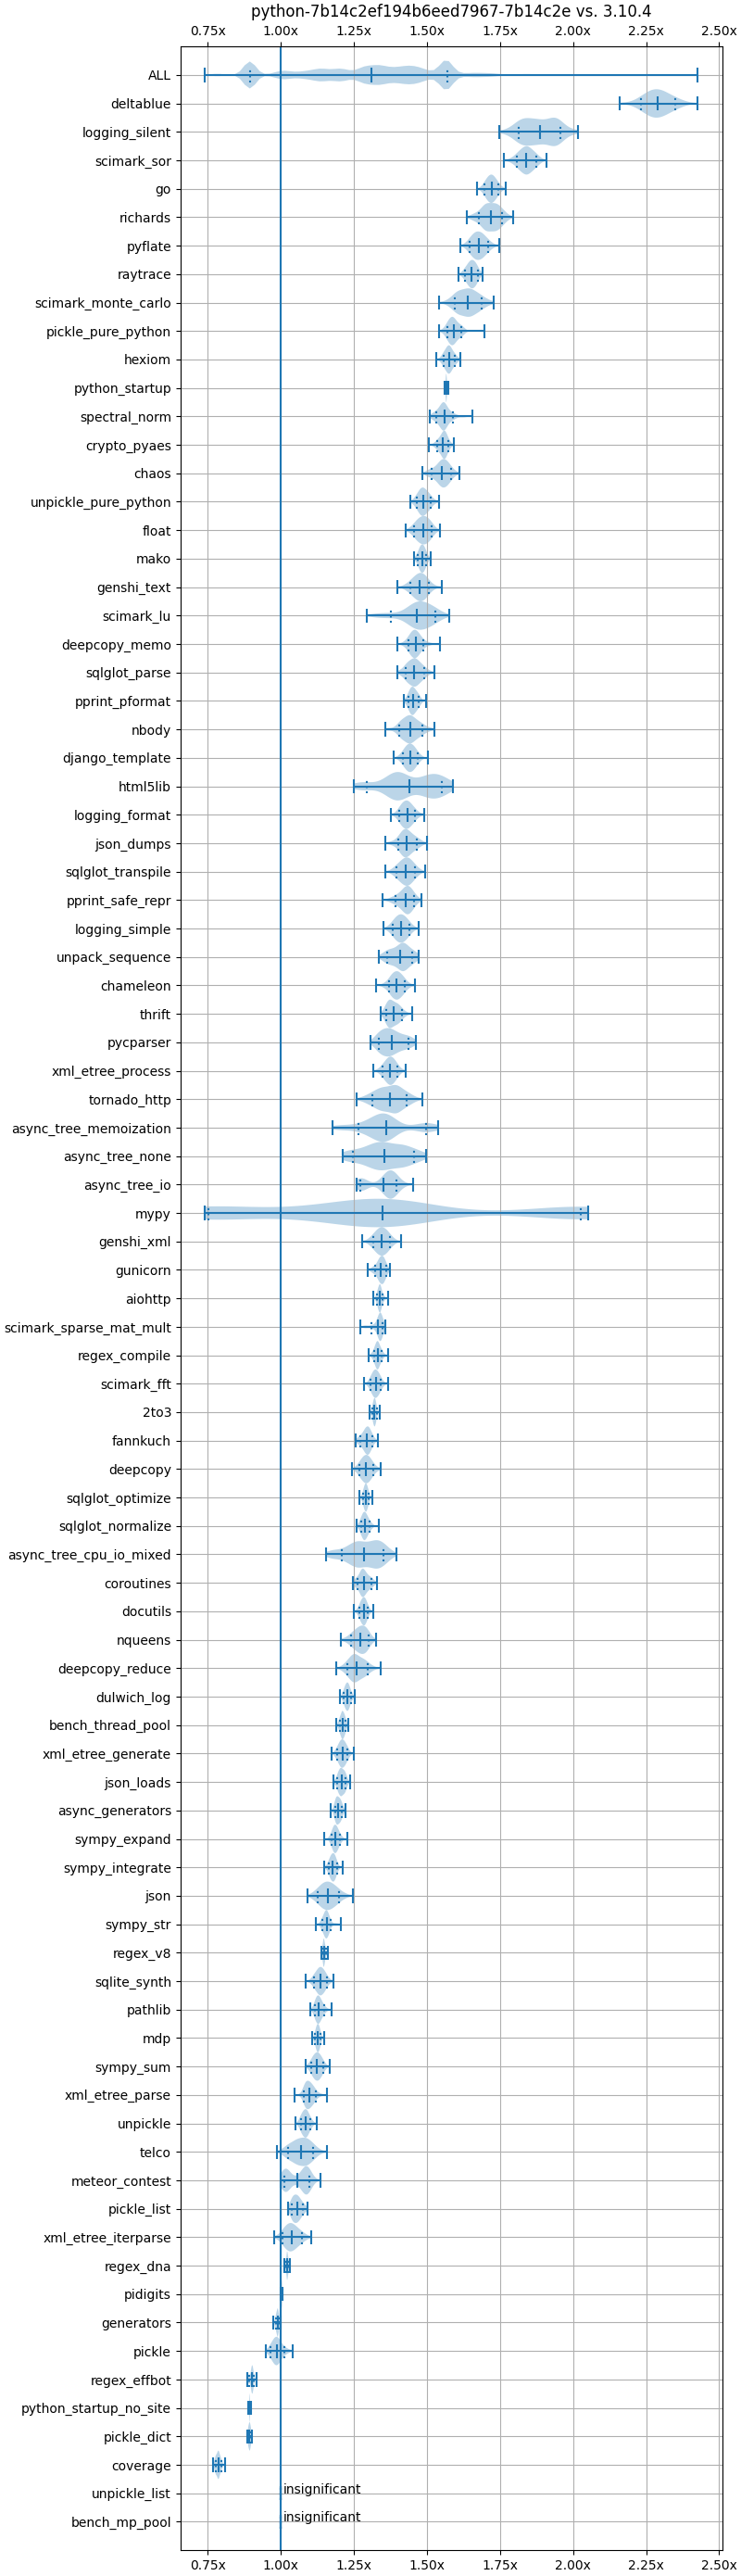 python-7b14c2ef194b6eed7967-7b14c2e vs. 3.10.4
0.75x 1.00x 1.25x 1.50x 1.75x 2.00x 2.25x 2.50x
ALL
deltablue
logging_silent
scimark_sor
go
richards
pyflate
raytrace
scimark_monte_carlo
pickle_pure_python
hexiom
python_startup
spectral_norm
crypto_pyaes
chaos
unpickle_pure_python
float
mako
genshi_text
scimark_lu
deepcopy_memo
sqlglot_parse
pprint_pformat
nbody
django_template
html5lib
logging_format
json_dumps
sqlglot_transpile
pprint_safe_repr
logging_simple
unpack_sequence
chameleon
thrift
pycparser
xml_etree_process
tornado_http
async_tree_memoization
async_tree_none
async_tree_io
mypy
genshi_xml
gunicorn
aiohttp
scimark_sparse_mat_mult
regex_compile
scimark_fft
2to3
fannkuch
deepcopy
sqlglot_optimize
sqlglot_normalize
async_tree_cpu_io_mixed
coroutines
docutils
nqueens
deepcopy_reduce
dulwich_log
bench_thread_pool
xml_etree_generate
json_loads
async_generators
sympy_expand
sympy_integrate
json
sympy_str
regex_v8
sqlite_synth
pathlib
mdp
sympy_sum
xml_etree_parse
unpickle
telco
meteor_contest
pickle_list
xml_etree_iterparse
regex_dna
pidigits
generators
pickle
regex_effbot
python_startup_no_site
pickle_dict
coverage
unpickle_list insignificant
bench_mp_pool insignificant
0.75x 1.00x 1.25x 1.50x 1.75x 2.00x 2.25x 2.50x